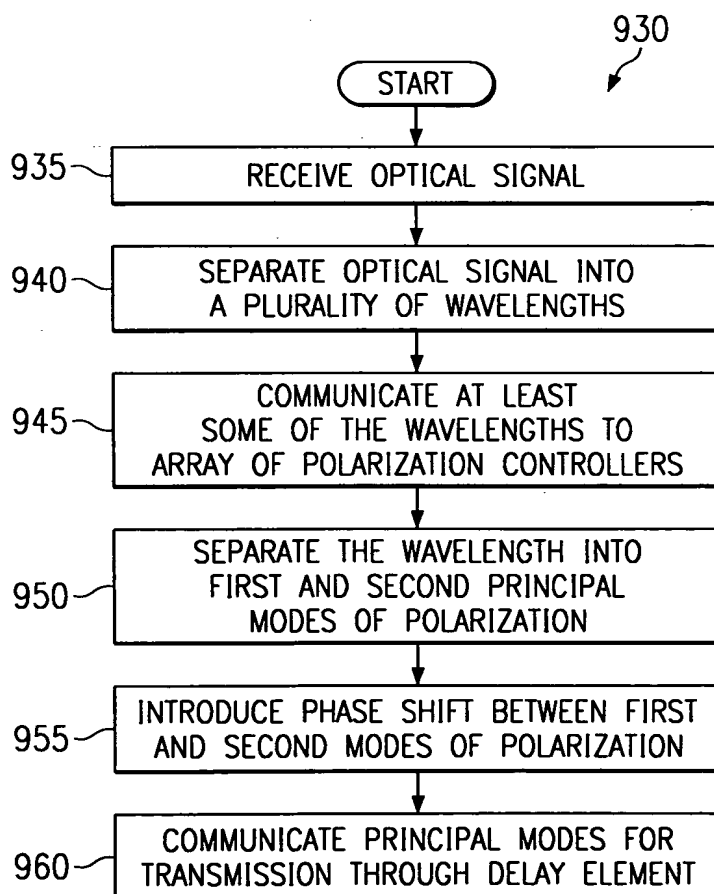 930
START
935
RECEIVE OPTICAL SIGNAL
940
SEPARATE OPTICAL SIGNAL INTO
A PLURALITY OF WAVELENGTHS
945
COMMUNICATE AT LEAST
SOME OF THE WAVELENGTHS TO
ARRAY OF POLARIZATION CONTROLLERS
950
SEPARATE THE WAVELENGTH INTO
FIRST AND SECOND PRINCIPAL
MODES OF POLARIZATION
955
INTRODUCE PHASE SHIFT BETWEEN FIRST
AND SECOND MODES OF POLARIZATION
960
COMMUNICATE PRINCIPAL MODES FOR
TRANSMISSION THROUGH DELAY ELEMENT